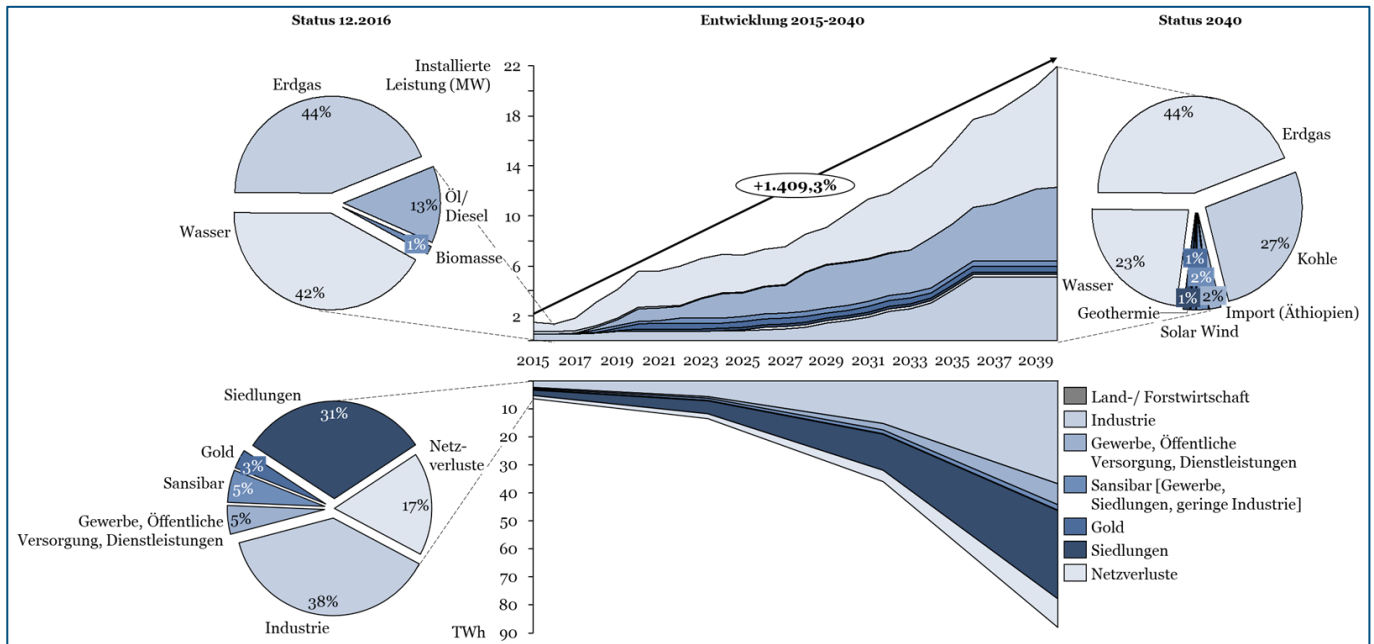 Status 12.2016
Entwicklung 2015-2040
Status 2040
Erdgas
44%
Öl/
Diesel
13%
1%
Biomasse
Wasser
42%
Installierte
Leistung (MW)
22
18
14
10
6
2
+1.409,3%
44%
Erdgas
27%
Kohle
23%
Wasser
1%
2%
1%
2%
Import (Äthiopien)
Geothermie
Solar Wind
2015 2017 2019 2021 2023 2025 2027 2029 2031 2033 2035 2037 2039
Siedlungen
31%
Gold
3%
Netz-
verluste
Sansibar
5%
17%
Gewerbe, Öffentliche
Versorgung, Dienstleistungen
5%
38%
Industrie
10
20
30
40
50
60
70
80
90
TWh
Land-/ Forstwirtschaft
Industrie
Gewerbe, Öffentliche
Versorgung, Dienstleistungen
Sansibar [Gewerbe,
Siedlungen, geringe Industrie]
Gold
Siedlungen
Netzverluste